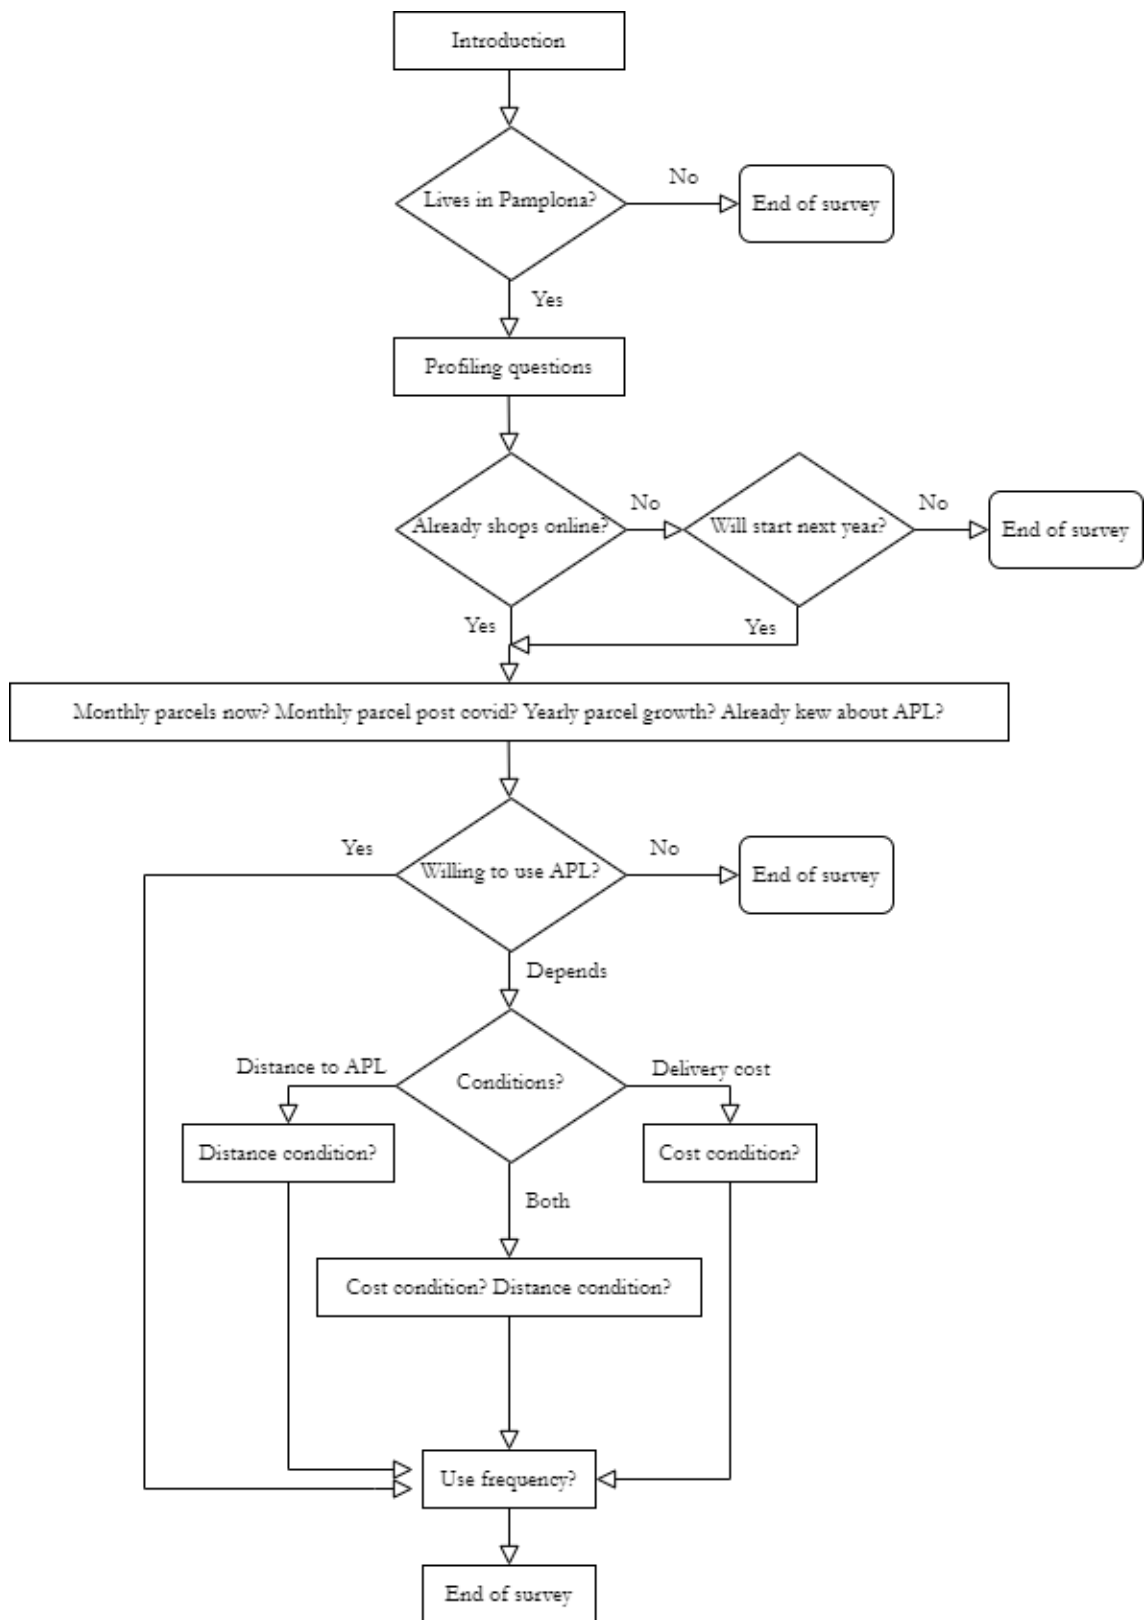 Introduction
Lives in Pamplona?
No
End of survey
Yes
Profiling questions
Already shops online?
No
Will start next year?
No
End of survey
Yes
Yes
Monthly parcels now? Monthly parcel post covid? Yearly parcel growth? Already kew about APL?
Yes
Willing to use APL?
No
End of survey
Depends
Distance to APL
Conditions?
Delivery cost
Distance condition?
Cost condition?
Both
Cost condition? Distance condition?
Use frequency?
End of survey